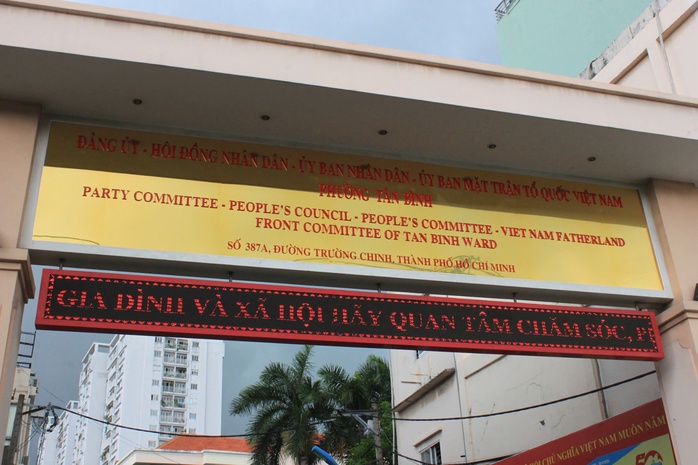 ĐẢNG ỦY - HỘI ĐỒNG NHÂN DÂN - ỦY BAN NHÂN DÂN - ỦY BAN MẶT TRẬN TỔ QUỐC VIỆT NAM
PHƯỜNG TÂN BÌNH
PARTY COMMITTEE - PEOPLE'S COUNCIL - PEOPLE'S COMMITTEE - VIET NAM FATHERLAND
FRONT COMMITTEE OF TAN BINH WARD
SỐ 387A, ĐƯỜNG TRƯỜNG CHINH, THÀNH PHỐ HỒ CHÍ MINH
GIA ĐÌNH VÀ XÃ HỘI HÃY QUAN TÂM CHĂM SÓC,
CHỦ NGHĨA VIỆT NAM MUÔN NĂM